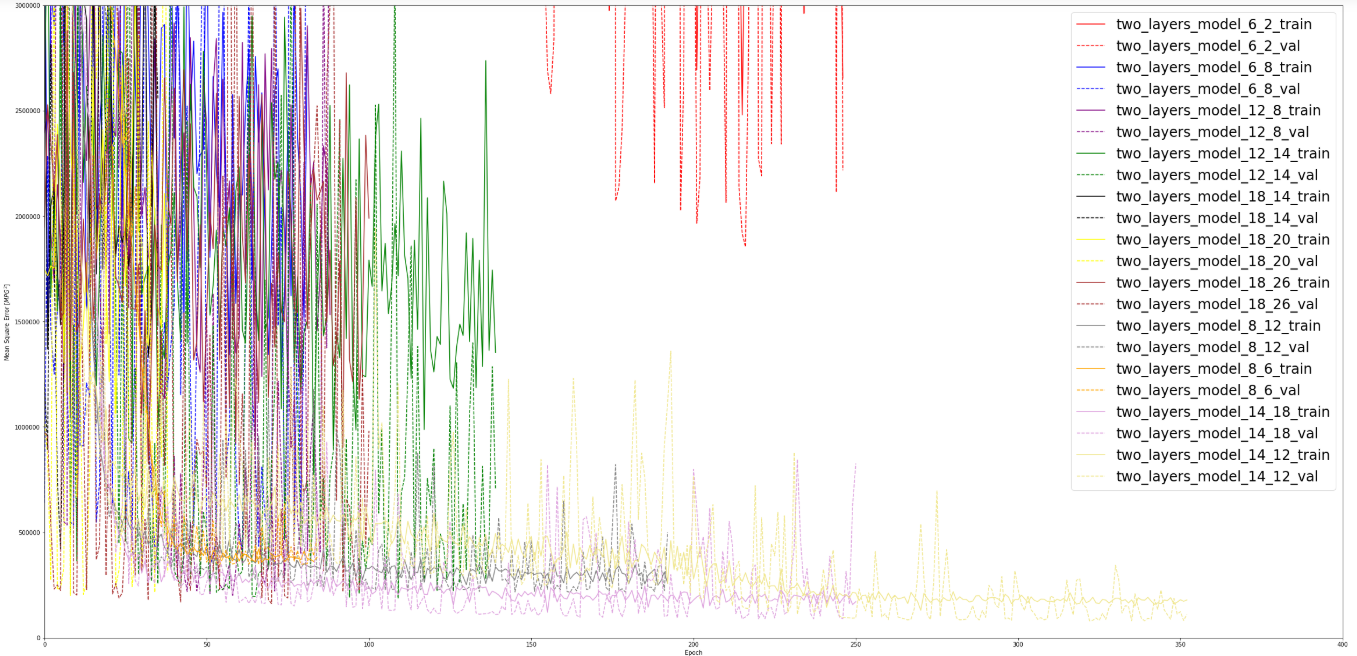 3000000
2500000
2000000
1500000
1000000
500000
0
Mean Square Error [MPG²]
0 50 100 150 200 250 300 350 400
Epoch
two_layers_model_6_2_train
two_layers_model_6_2_val
two_layers_model_6_8_train
two_layers_model_6_8_val
two_layers_model_12_8_train
two_layers_model_12_8_val
two_layers_model_12_14_train
two_layers_model_12_14_val
two_layers_model_18_14_train
two_layers_model_18_14_val
two_layers_model_18_20_train
two_layers_model_18_20_val
two_layers_model_18_26_train
two_layers_model_18_26_val
two_layers_model_8_12_train
two_layers_model_8_12_val
two_layers_model_8_6_train
two_layers_model_8_6_val
two_layers_model_14_18_train
two_layers_model_14_18_val
two_layers_model_14_12_train
two_layers_model_14_12_val